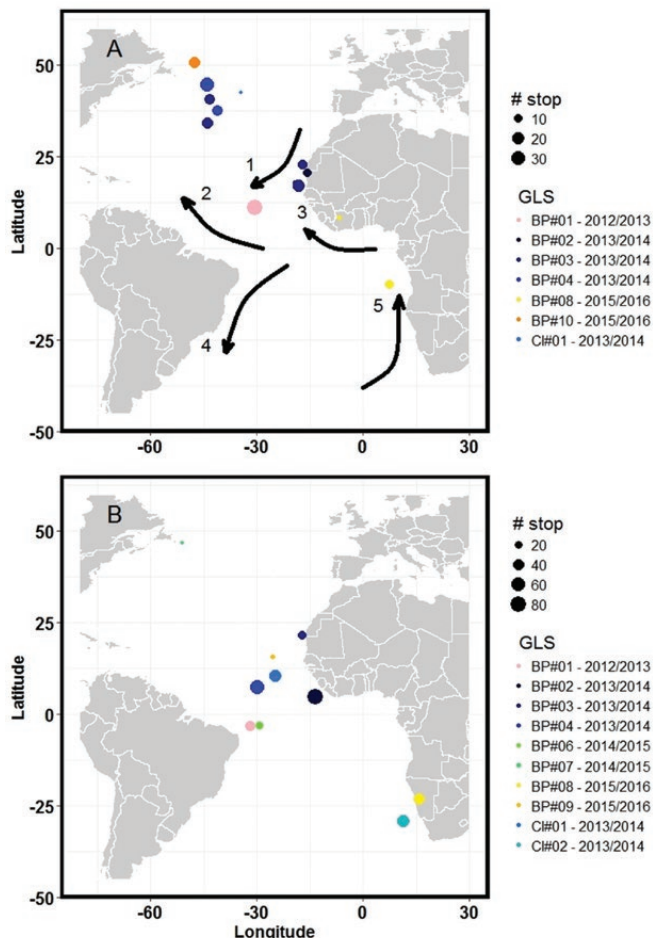 A
50
25
0
-25
-50
Latitude
-60
-30
0
1
2
3
4
5
# stop
10
20
30
GLS
BP#01 - 2012/2013
BP#02 - 2013/2014
BP#03 - 2013/2014
BP#04 - 2013/2014
BP#08 - 2015/2016
BP#10 - 2015/2016
CI#01 - 2013/2014
B
50
25
0
-25
-50
Latitude
-60
-30
0
Longitude
# stop
20
40
60
80
GLS
BP#01 - 2012/2013
BP#02 - 2013/2014
BP#03 - 2013/2014
BP#04 - 2013/2014
BP#06 - 2014/2015
BP#07 - 2014/2015
BP#08 - 2015/2016
BP#09 - 2015/2016
CI#01 - 2013/2014
CI#02 - 2013/2014